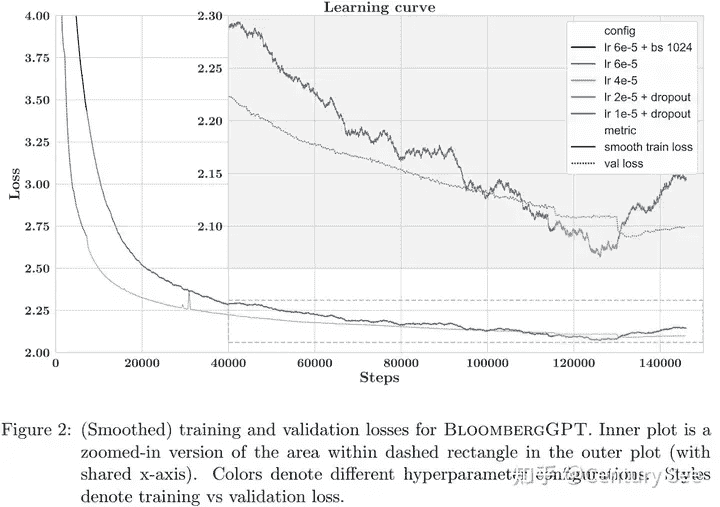 Learning curve
4.00
3.75
3.50
3.25
3.00
2.75
2.50
2.25
2.00
Loss
2.30
2.25
2.20
2.15
2.10
config
lr 6e-5 + bs 1024
lr 6e-5
lr 4e-5
lr 2e-5 + dropout
lr 1e-5 + dropout
metric
smooth train loss
val loss
0 20000 40000 60000 80000 100000 120000 140000
Steps
Figure 2: (Smoothed) training and validation losses for BLOOMBERGGPT. Inner plot is a
zoomed-in version of the area within dashed rectangle in the outer plot (with
shared x-axis). Colors denote different hyperparameter configurations. Styles
denote training vs validation loss.
知乎 @Century See